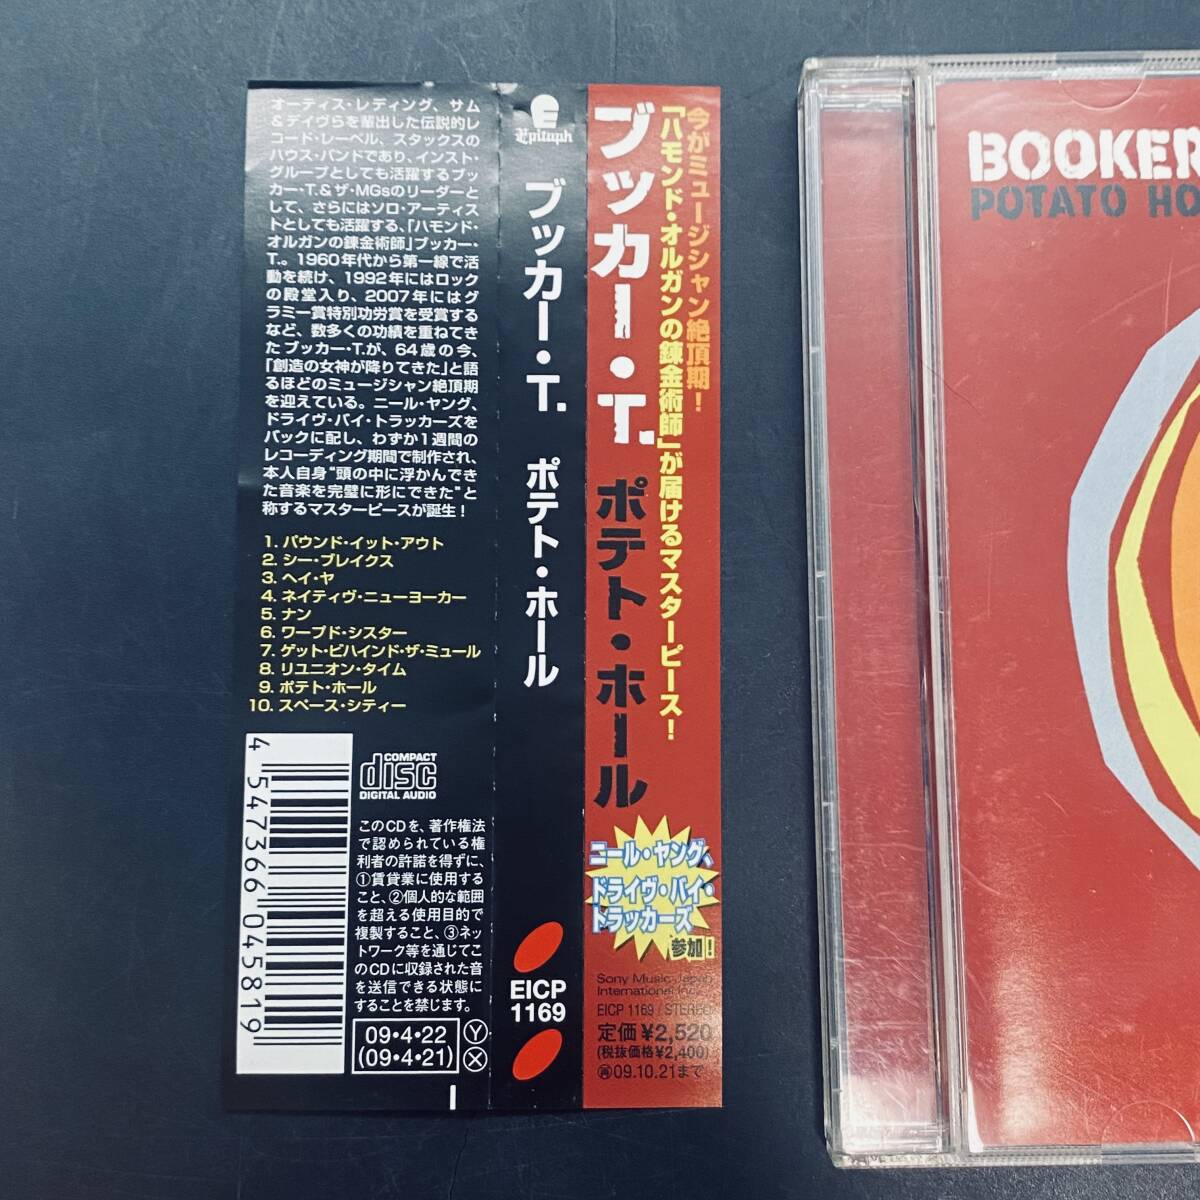 オーティス・レディング、サム
&デイヴらを輩出した伝説的レ
コード・レーベル、スタックスの
ハウス・バンドであり、インスト・
グループとしても活躍するブッ
カー・T.&ザ・MGsのリーダーと
して、さらにはソロ・アーティス
トとしても活躍する、「ハモンド・
オルガンの錬金術師」ブッカー・
T.。1960年代から第一線で活
動を続け、1992年にはロック
の殿堂入り、2007年にはグ
ラミー賞特別功労賞を受賞する
など、数多くの功績を重ねてき
たブッカー・T.が、64歳の今、
「創造の女神が降りてきた」と語
るほどのミュージシャン絶頂期
を迎えている。ニール・ヤング、
ドライヴ・バイ・トラッカーズを
バックに配し、わずか1週間の
レコーディング期間で制作され、
本人自身“頭の中に浮かんでき
た音楽を完璧に形にできた”と
称するマスターピースが誕生!
1. パウンド・イット・アウト
2. シー・ブレイクス
3. ヘイ・ヤ
4. ネイティヴ・ニューヨーカー
5. ナン
6. ワープド・シスター
7. ゲット・ビハインド・ザ・ミュール
8. リユニオン・タイム
9. ポテト・ホール
10. スペース・シティー
4 547366 045819
COMPACT
disc
DIGITAL AUDIO
このCDを、著作権法
で認められている権
利者の許諾を得ずに、
①賃貸業に使用する
こと、②個人的な範囲
を超える使用目的で
複製すること、③ネッ
トワーク等を通じてこ
のCDに収録された音
を送信できる状態に
することを禁じます。
09・4・22
(09・4・21)
Y
X
Epitaph
ブッカー・T. ポテト・ホール
EICP
1169
今がミュージシャン絶頂期!
「ハモンド・オルガンの錬金術師」が届けるマスターピース!
ブッカー・T. ポテト・ホール
ニール・ヤング、
ドライヴ・バイ・
トラッカーズ
参加!
Sony Music Japan
International Inc.
EICP 1169 / STEREO
定価¥2,520
(税抜価格¥2,400)
再09.10.21まで
BOOKER
POTATO HO